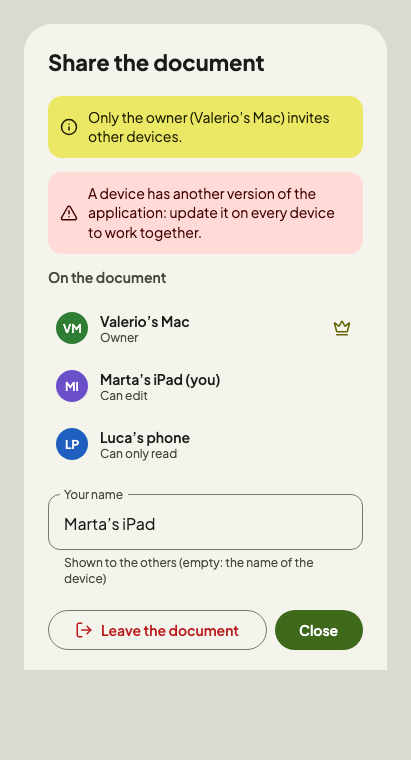 Share the document
Only the owner (Valerio’s Mac) invites
other devices.
A device has another version of the
application: update it on every device
to work together.
On the document
VM
Valerio’s Mac
Owner
MI
Marta’s iPad (you)
Can edit
LP
Luca’s phone
Can only read
Your name
Marta’s iPad
Shown to the others (empty: the name of the
device)
Leave the document
Close